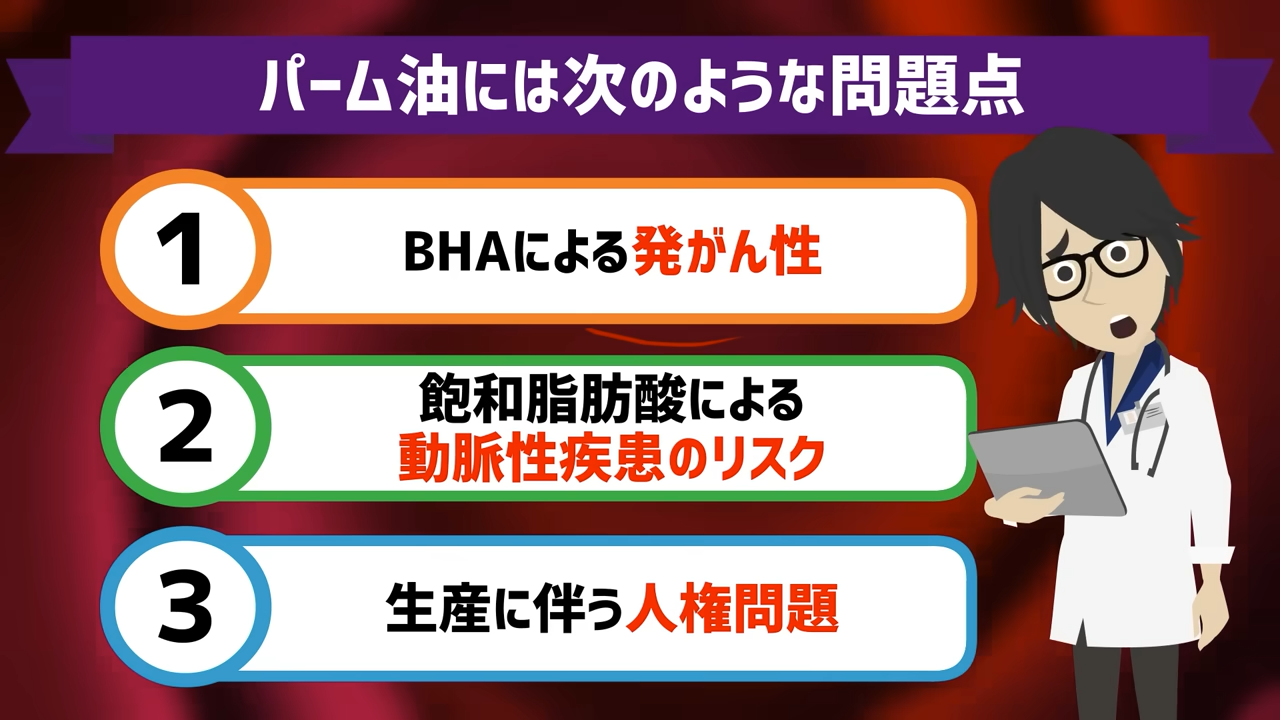 パーム油には次のような問題点
1
BHAによる発がん性
2
飽和脂肪酸による
動脈性疾患のリスク
3
生産に伴う人権問題